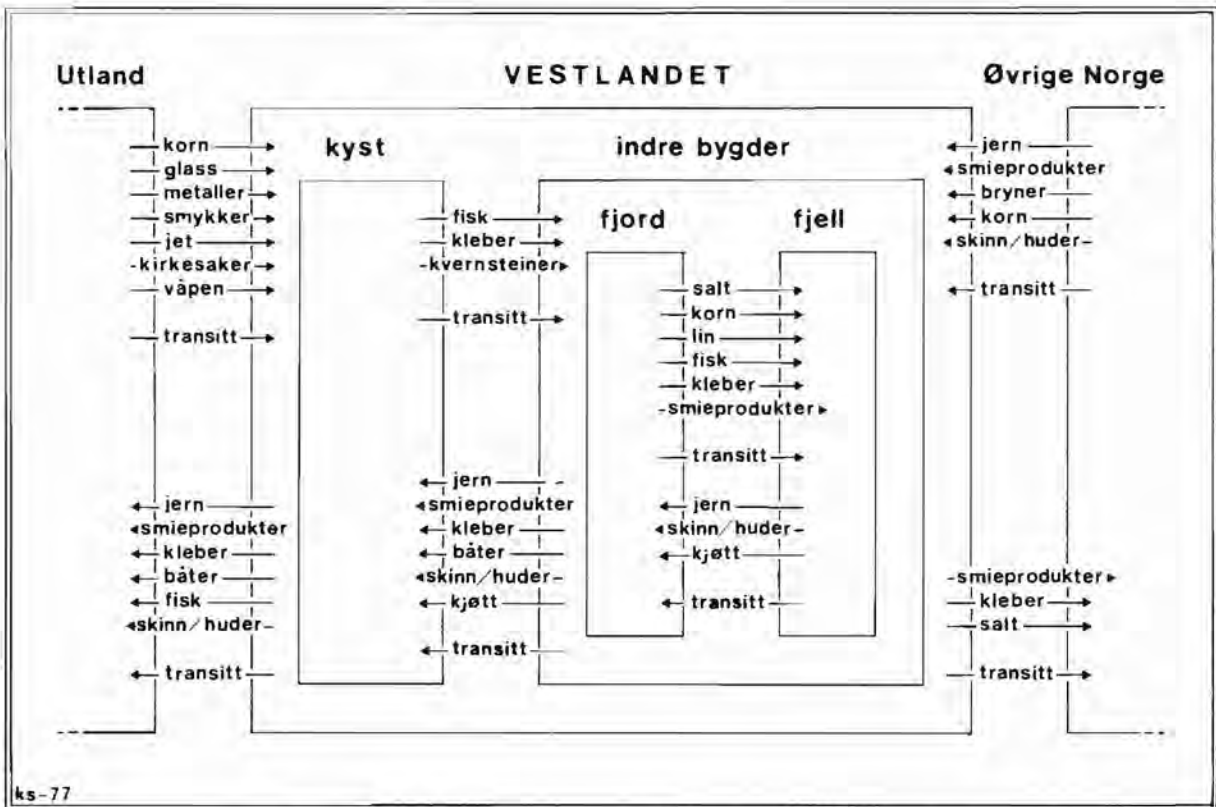 Utland
VESTLANDET
Øvrige Norge
korn
glass
metaller
smykker
jet
kirkesaker
våpen
transitt
jern
smieprodukter
kleber
båter
fisk
skinn/huder
transitt
kyst
indre bygder
fisk
kleber
kvernsteiner
transitt
jern
smieprodukter
kleber
båter
skinn/huder
kjøtt
transitt
fjord
fjell
salt
korn
lin
fisk
kleber
smieprodukter
transitt
jern
skinn/huder
kjøtt
transitt
jern
smieprodukter
bryner
korn
skinn/huder
transitt
smieprodukter
kleber
salt
transitt
ks-77